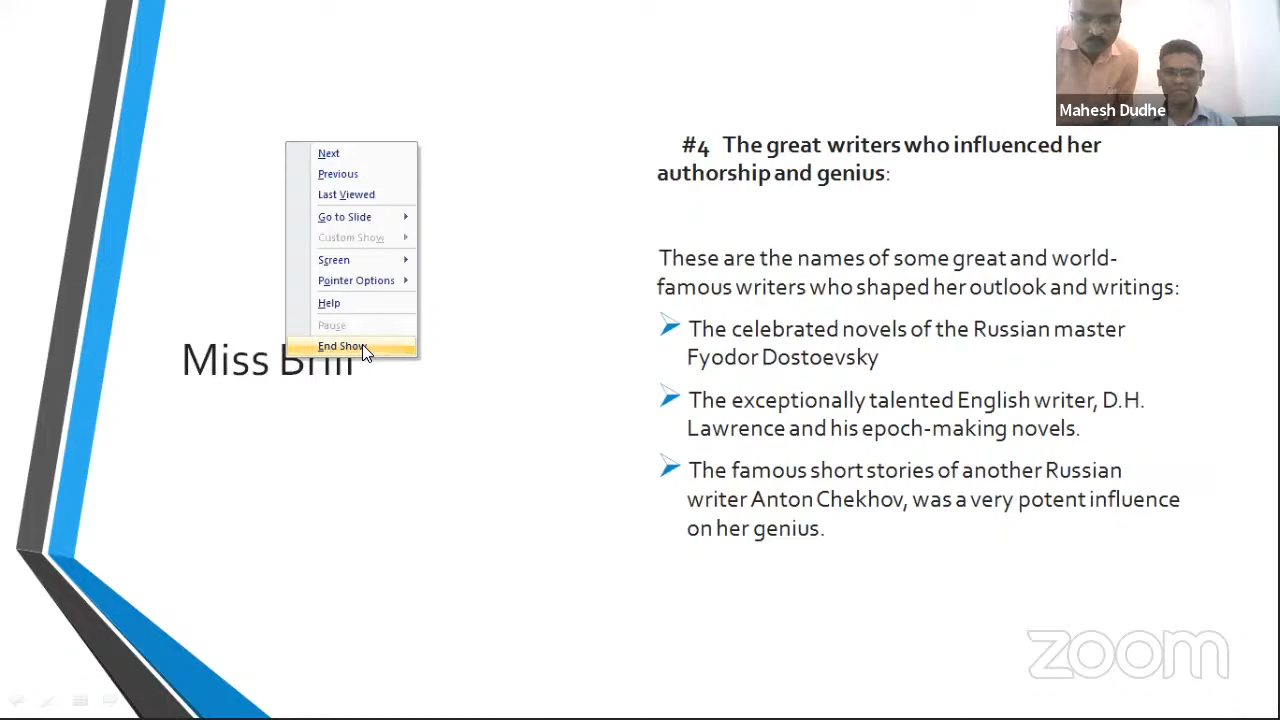 Mahesh Dudhe
#4 The great writers who influenced her
authorship and genius:
Next
Previous
Last Viewed
Go to Slide
Custom Show
Screen
Pointer Options
Help
Pause
End Show
Miss Brill
These are the names of some great and world-
famous writers who shaped her outlook and writings:
The celebrated novels of the Russian master
Fyodor Dostoevsky
The exceptionally talented English writer, D.H.
Lawrence and his epoch-making novels.
The famous short stories of another Russian
writer Anton Chekhov, was a very potent influence
on her genius.
zoom